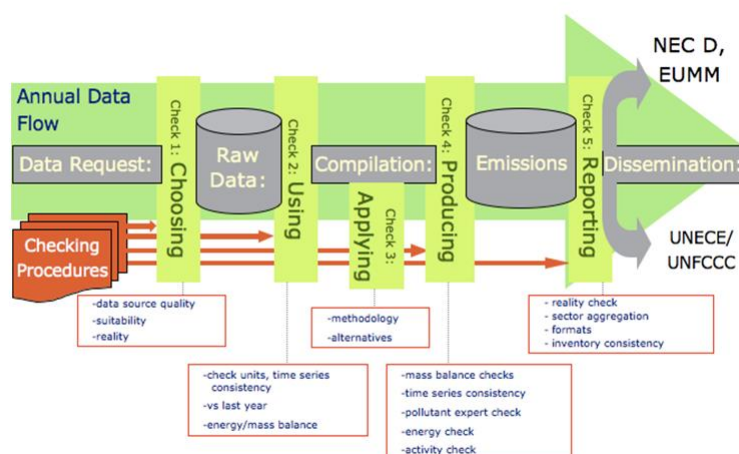 NEC D,
EUMM
Annual Data
Flow
Data Request:
Check 1: Choosing
Raw
Data:
Check 2: Using
Compilation:
Check 3:
Applying
Check 4: Producing
Emissions
Check 5: Reporting
Dissemination:
Checking
Procedures
UNECE/
UNFCCC
-data source quality
-suitability
-reality
-check units, time series
consistency
-vs last year
-energy/mass balance
-methodology
-alternatives
-mass balance checks
-time series consistency
-pollutant expert check
-energy check
-activity check
- reality check
- sector aggregation
- formats
- inventory consistency